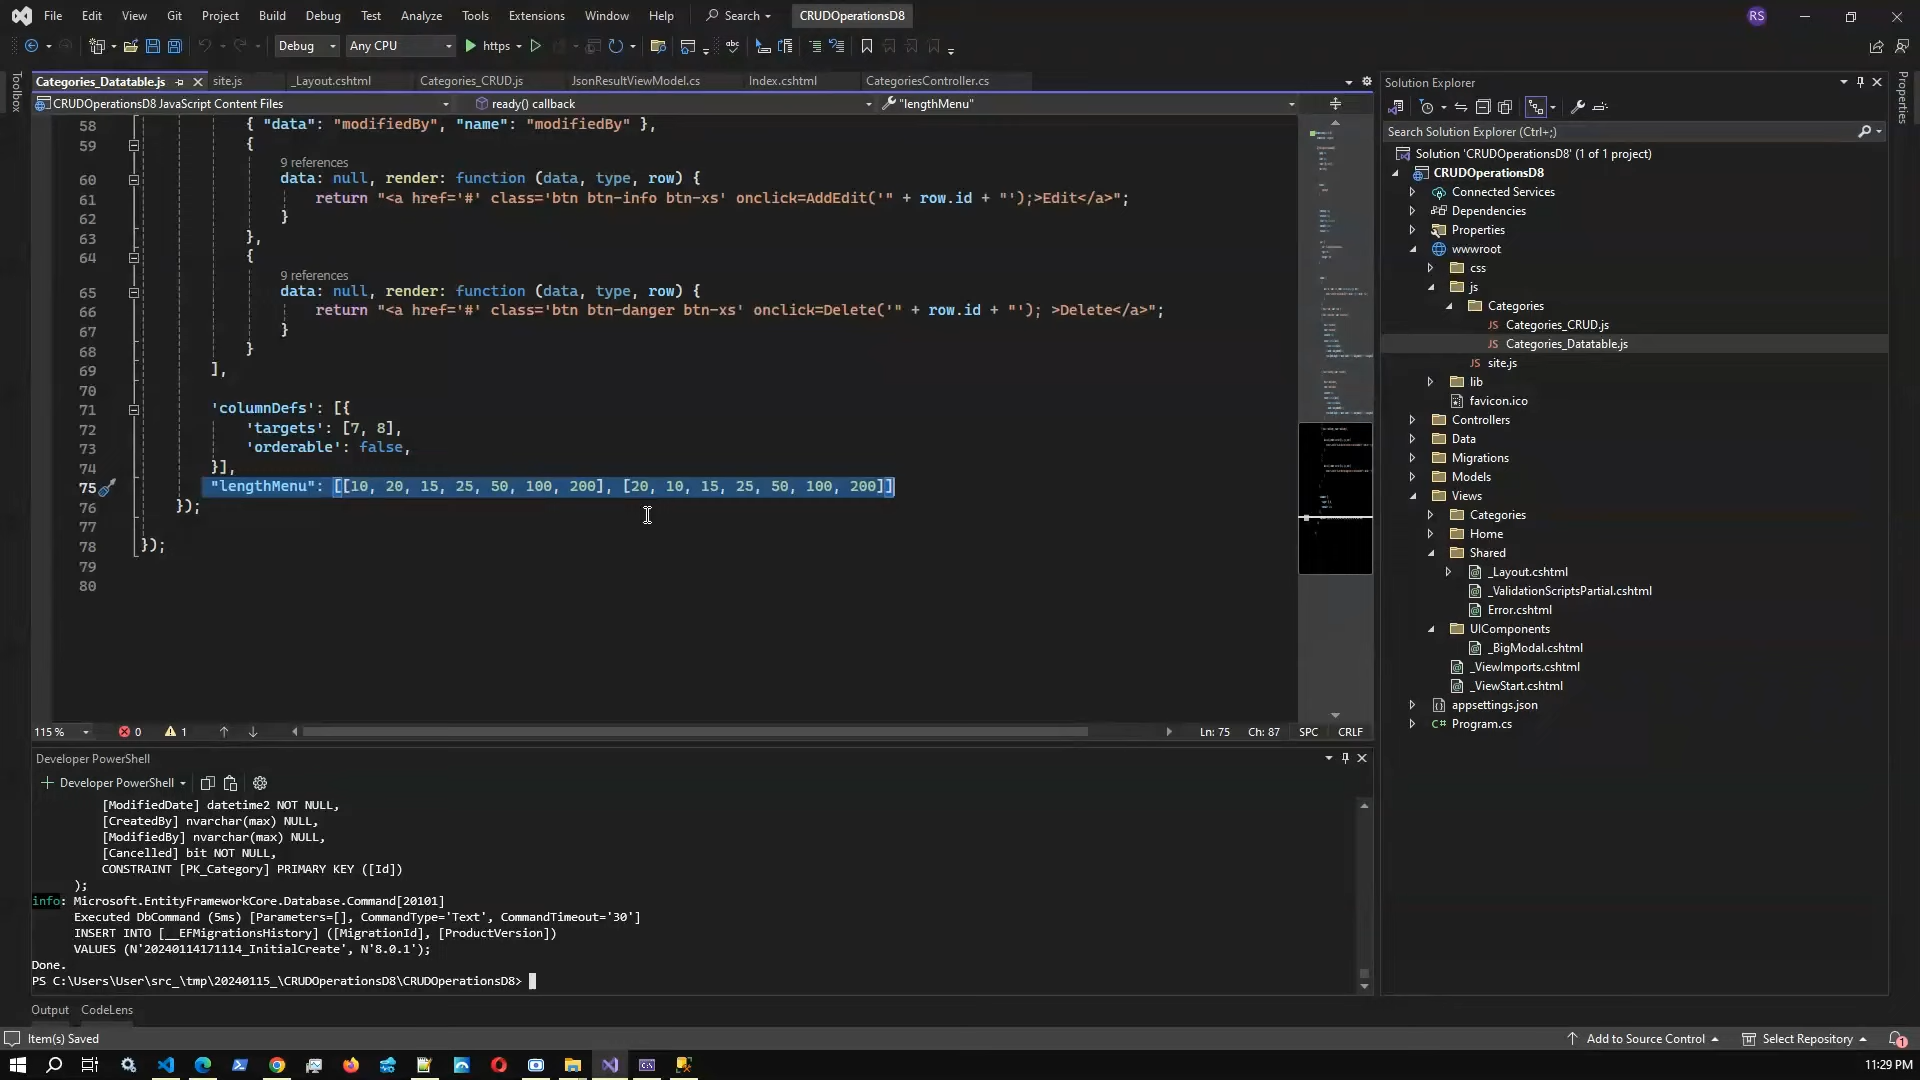 File Edit View Git Project Build Debug Test Analyze Tools Extensions Window Help Search CRUDOperationsD8 RS
Debug Any CPU https
Categories_Datatable.js site.js _Layout.cshtml Categories_CRUD.js JsonResultViewModel.cs Index.cshtml CategoriesController.cs
CRUDOperationsD8 JavaScript Content Files ready() callback "lengthMenu"
58 { "data": "modifiedBy", "name": "modifiedBy" },
59 {
9 references
60 data: null, render: function (data, type, row) {
61 return "<a href='#' class='btn btn-info btn-xs' onclick=AddEdit('" + row.id + "');>Edit</a>";
62 }
63 },
64 {
9 references
65 data: null, render: function (data, type, row) {
66 return "<a href='#' class='btn btn-danger btn-xs' onclick=Delete('" + row.id + "'); >Delete</a>";
67 }
68 }
69 ],
70
71 'columnDefs': [{
72 'targets': [7, 8],
73 'orderable': false,
74 }],
75 "lengthMenu": [[10, 20, 15, 25, 50, 100, 200], [20, 10, 15, 25, 50, 100, 200]]
76 });
77
78 });
79
80
115 % 0 1 Ln: 75 Ch: 87 SPC CRLF
Developer PowerShell
Developer PowerShell
[ModifiedDate] datetime2 NOT NULL,
[CreatedBy] nvarchar(max) NULL,
[ModifiedBy] nvarchar(max) NULL,
[Cancelled] bit NOT NULL,
CONSTRAINT [PK_Category] PRIMARY KEY ([Id])
);
info: Microsoft.EntityFrameworkCore.Database.Command[20101]
Executed DbCommand (5ms) [Parameters=[], CommandType='Text', CommandTimeout='30']
INSERT INTO [__EFMigrationsHistory] ([MigrationId], [ProductVersion])
VALUES (N'20240114171114_InitialCreate', N'8.0.1');
Done.
PS C:\Users\User\src_\tmp\20240115_\CRUDOperationsD8\CRUDOperationsD8>
Output CodeLens
Toolbox
Solution Explorer
Search Solution Explorer (Ctrl+;)
Solution 'CRUDOperationsD8' (1 of 1 project)
CRUDOperationsD8
Connected Services
Dependencies
Properties
wwwroot
css
js
Categories
JS Categories_CRUD.js
JS Categories_Datatable.js
JS site.js
lib
favicon.ico
Controllers
Data
Migrations
Models
Views
Categories
Home
Shared
_Layout.cshtml
_ValidationScriptsPartial.cshtml
Error.cshtml
UIComponents
_BigModal.cshtml
_ViewImports.cshtml
_ViewStart.cshtml
appsettings.json
C# Program.cs
Properties
Item(s) Saved Add to Source Control Select Repository 1
11:29 PM